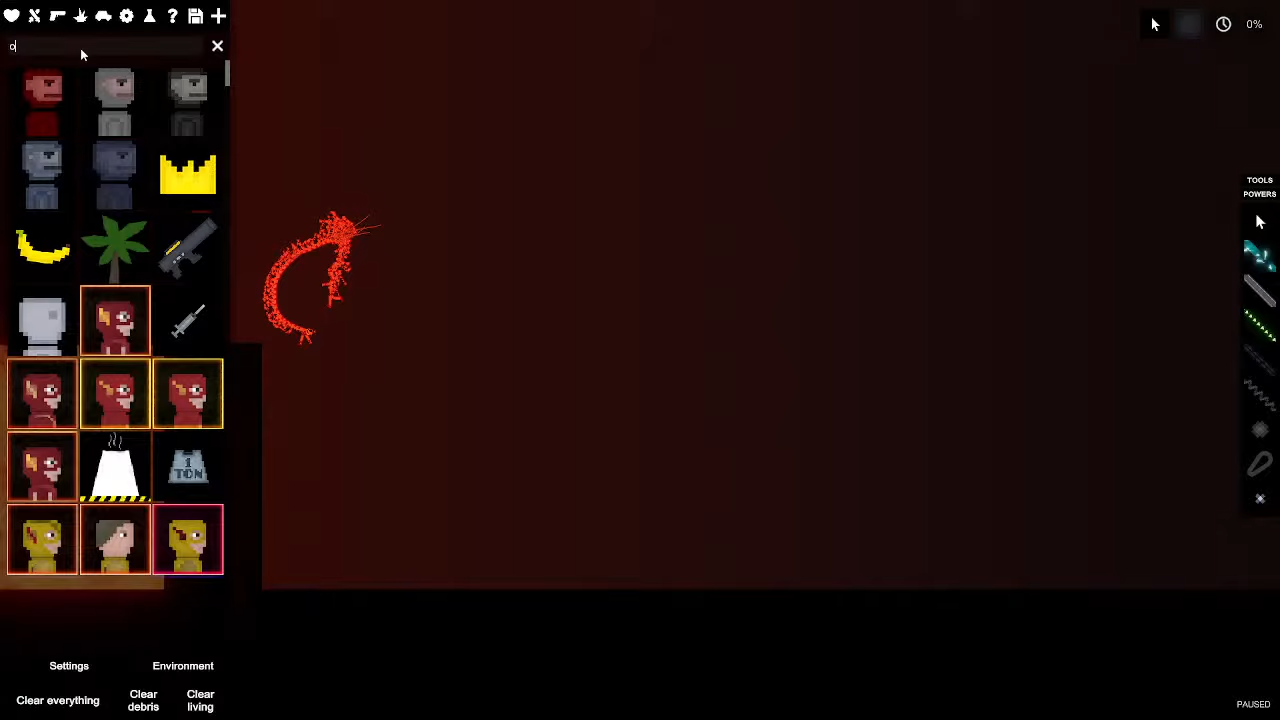 0%
o
TOOLS
POWERS
1
TON
Settings
Environment
Clear everything
Clear
debris
Clear
living
PAUSED